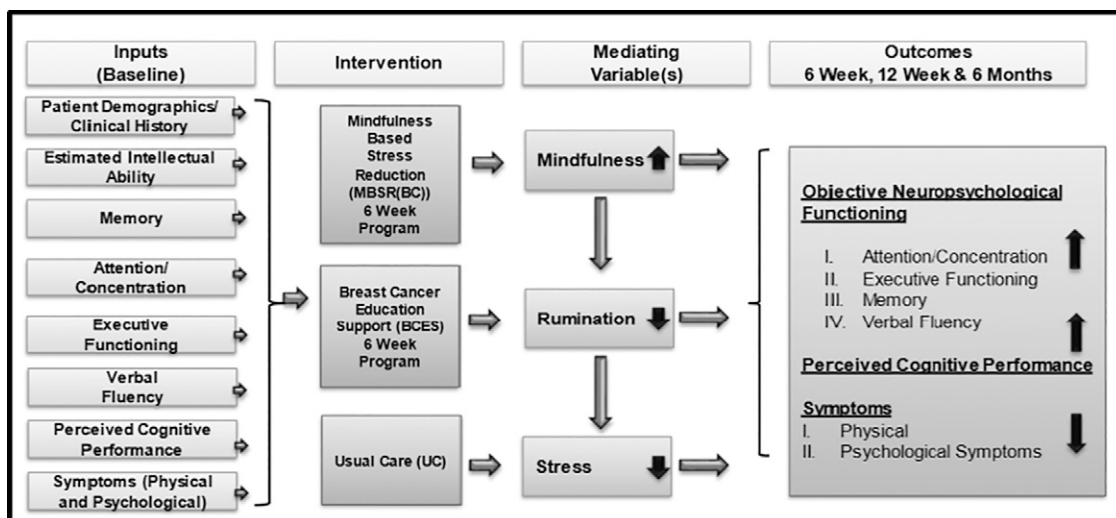 Inputs
(Baseline)
Intervention
Mediating
Variable(s)
Outcomes
6 Week, 12 Week & 6 Months
Patient Demographics/
Clinical History
Estimated Intellectual
Ability
Memory
Attention/
Concentration
Executive
Functioning
Verbal
Fluency
Perceived Cognitive
Performance
Symptoms (Physical
and Psychological)
Mindfulness
Based
Stress
Reduction
(MBSR(BC))
6 Week
Program
Breast Cancer
Education
Support (BCES)
6 Week
Program
Usual Care (UC)
Mindfulness
Rumination
Stress
Objective Neuropsychological
Functioning
I. Attention/Concentration
II. Executive Functioning
III. Memory
IV. Verbal Fluency
Perceived Cognitive Performance
Symptoms
I. Physical
II. Psychological Symptoms